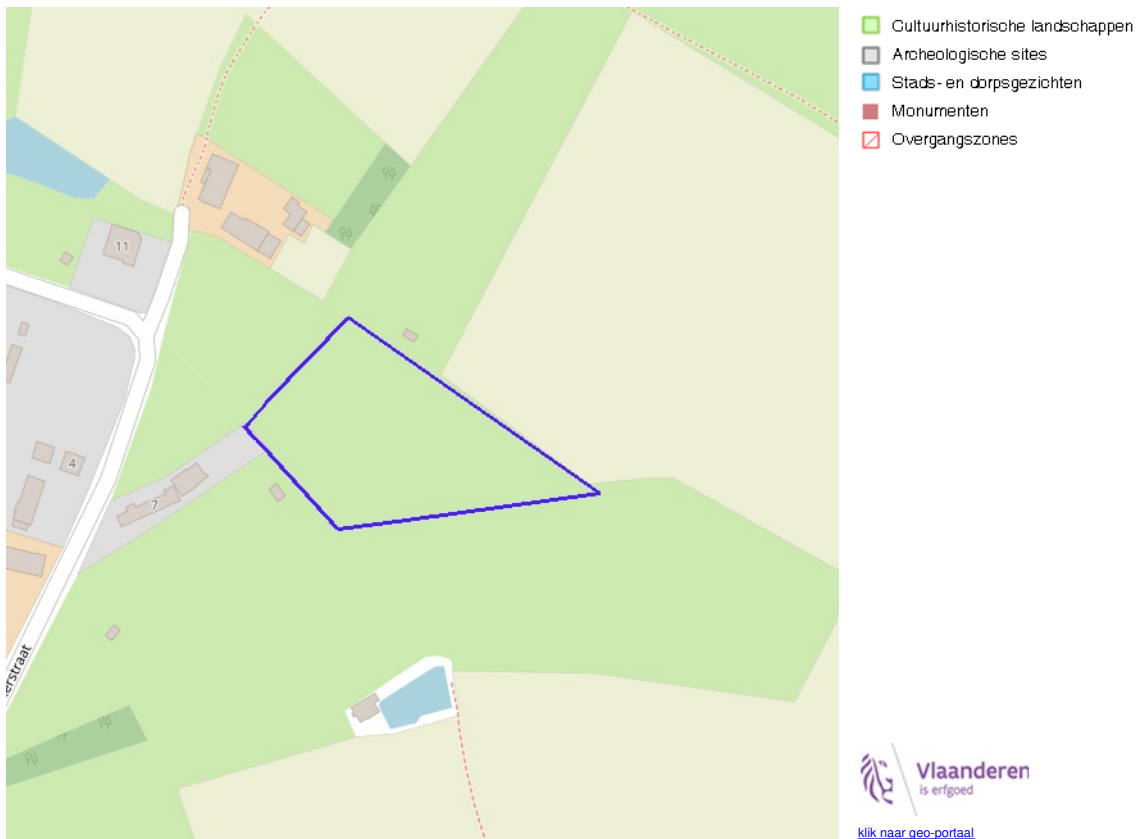 Cultuurhistorische landschappen
Archeologische sites
Stads- en dorpsgezichten
Monumenten
Overgangszones
11
4
7
erstraat
Vlaanderen
is erfgoed
klik naar geo-portaal